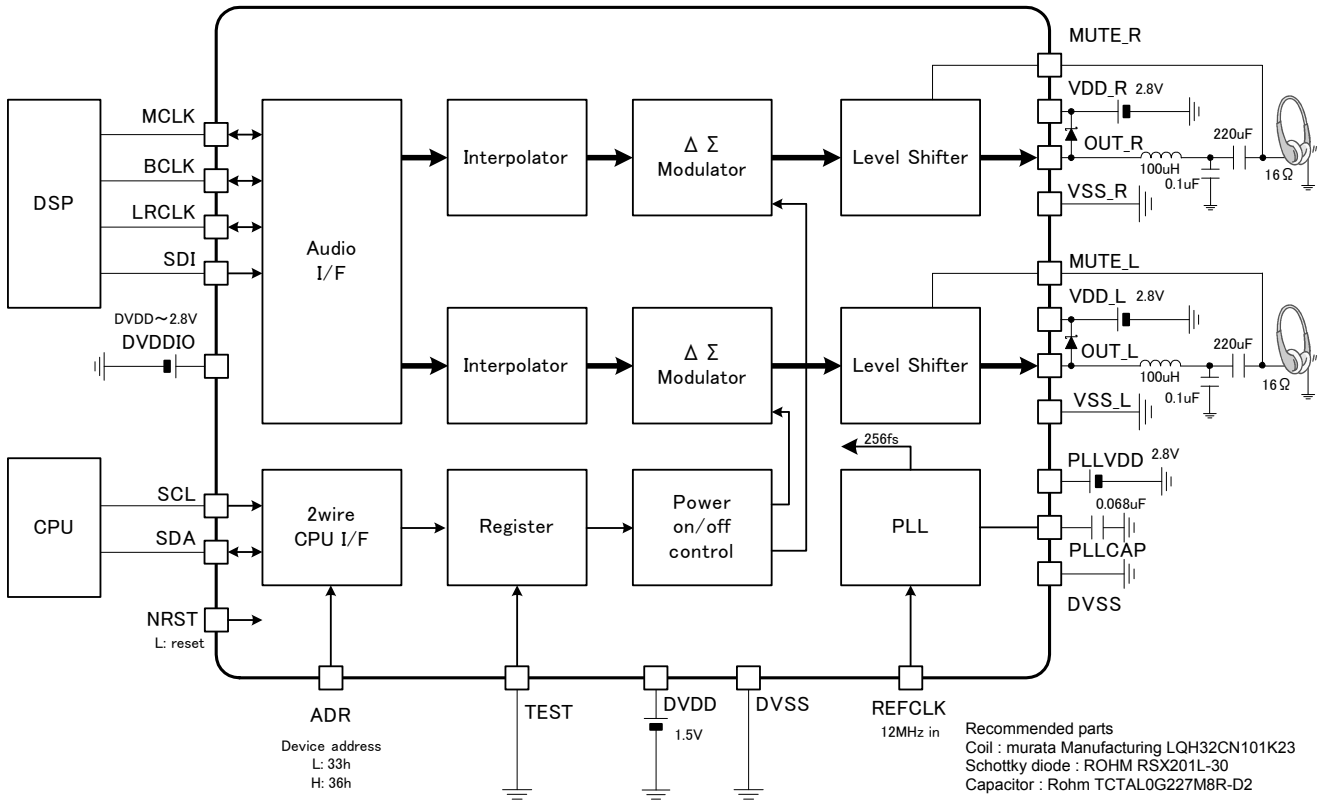 MUTE_R
VDD_R 2.8V
OUT_R
100uH
0.1uF
220uF
16Ω
VSS_R
DSP
MCLK
BCLK
LRCLK
SDI
Audio
I/F
Interpolator
Δ Σ
Modulator
Level Shifter
MUTE_L
VDD_L 2.8V
OUT_L
100uH
0.1uF
220uF
16Ω
VSS_L
DVDD~2.8V
DVDDIO
Interpolator
Δ Σ
Modulator
Level Shifter
256fs
PLLVDD 2.8V
0.068uF
PLLCAP
DVSS
CPU
SCL
SDA
2wire
CPU I/F
Register
Power
on/off
control
PLL
NRST
L: reset
ADR
Device address
L: 33h
H: 36h
TEST
DVDD
1.5V
DVSS
REFCLK
12MHz in
Recommended parts
Coil : murata Manufacturing LQH32CN101K23
Schottky diode : ROHM RSX201L-30
Capacitor : Rohm TCTAL0G227M8R-D2